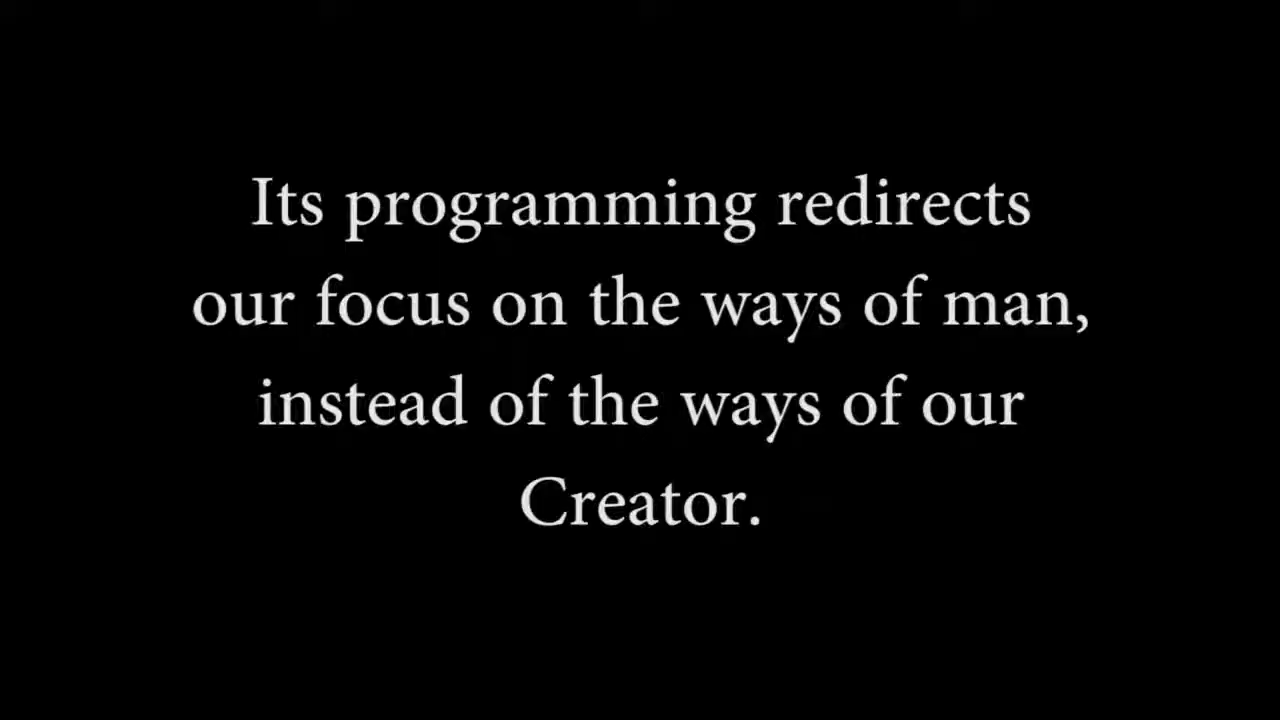 Its programming redirects
our focus on the ways of man,
instead of the ways of our
Creator.